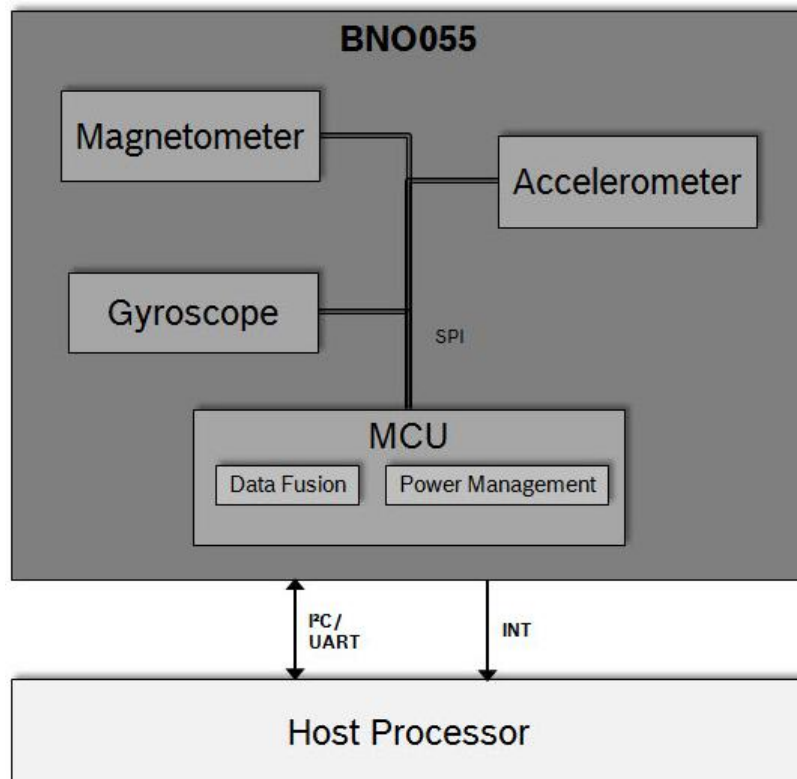 BNO055
Magnetometer
Accelerometer
Gyroscope
SPI
MCU
Data Fusion
Power Management
I²C/
UART
INT
Host Processor